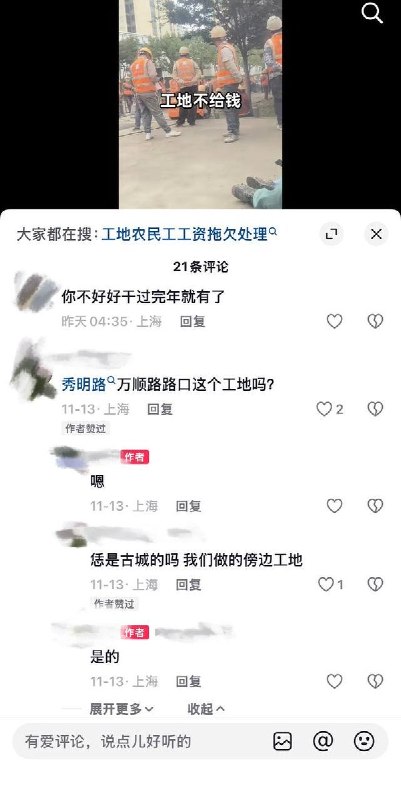 工地不给钱
大家都在搜：工地农民工工资拖欠处理
21条评论
你不好好干过完年就有了
昨天 04:35 · 上海 回复
秀明路万顺路路口这个工地吗?
11-13 · 上海 回复 2
作者赞过
作者
嗯
11-13 · 上海 回复
恁是古城的吗 我们做的傍边工地
11-13 · 上海 回复 1
作者赞过
作者
是的
11-13 · 上海 回复
展开更多 收起
有爱评论，说点儿好听的